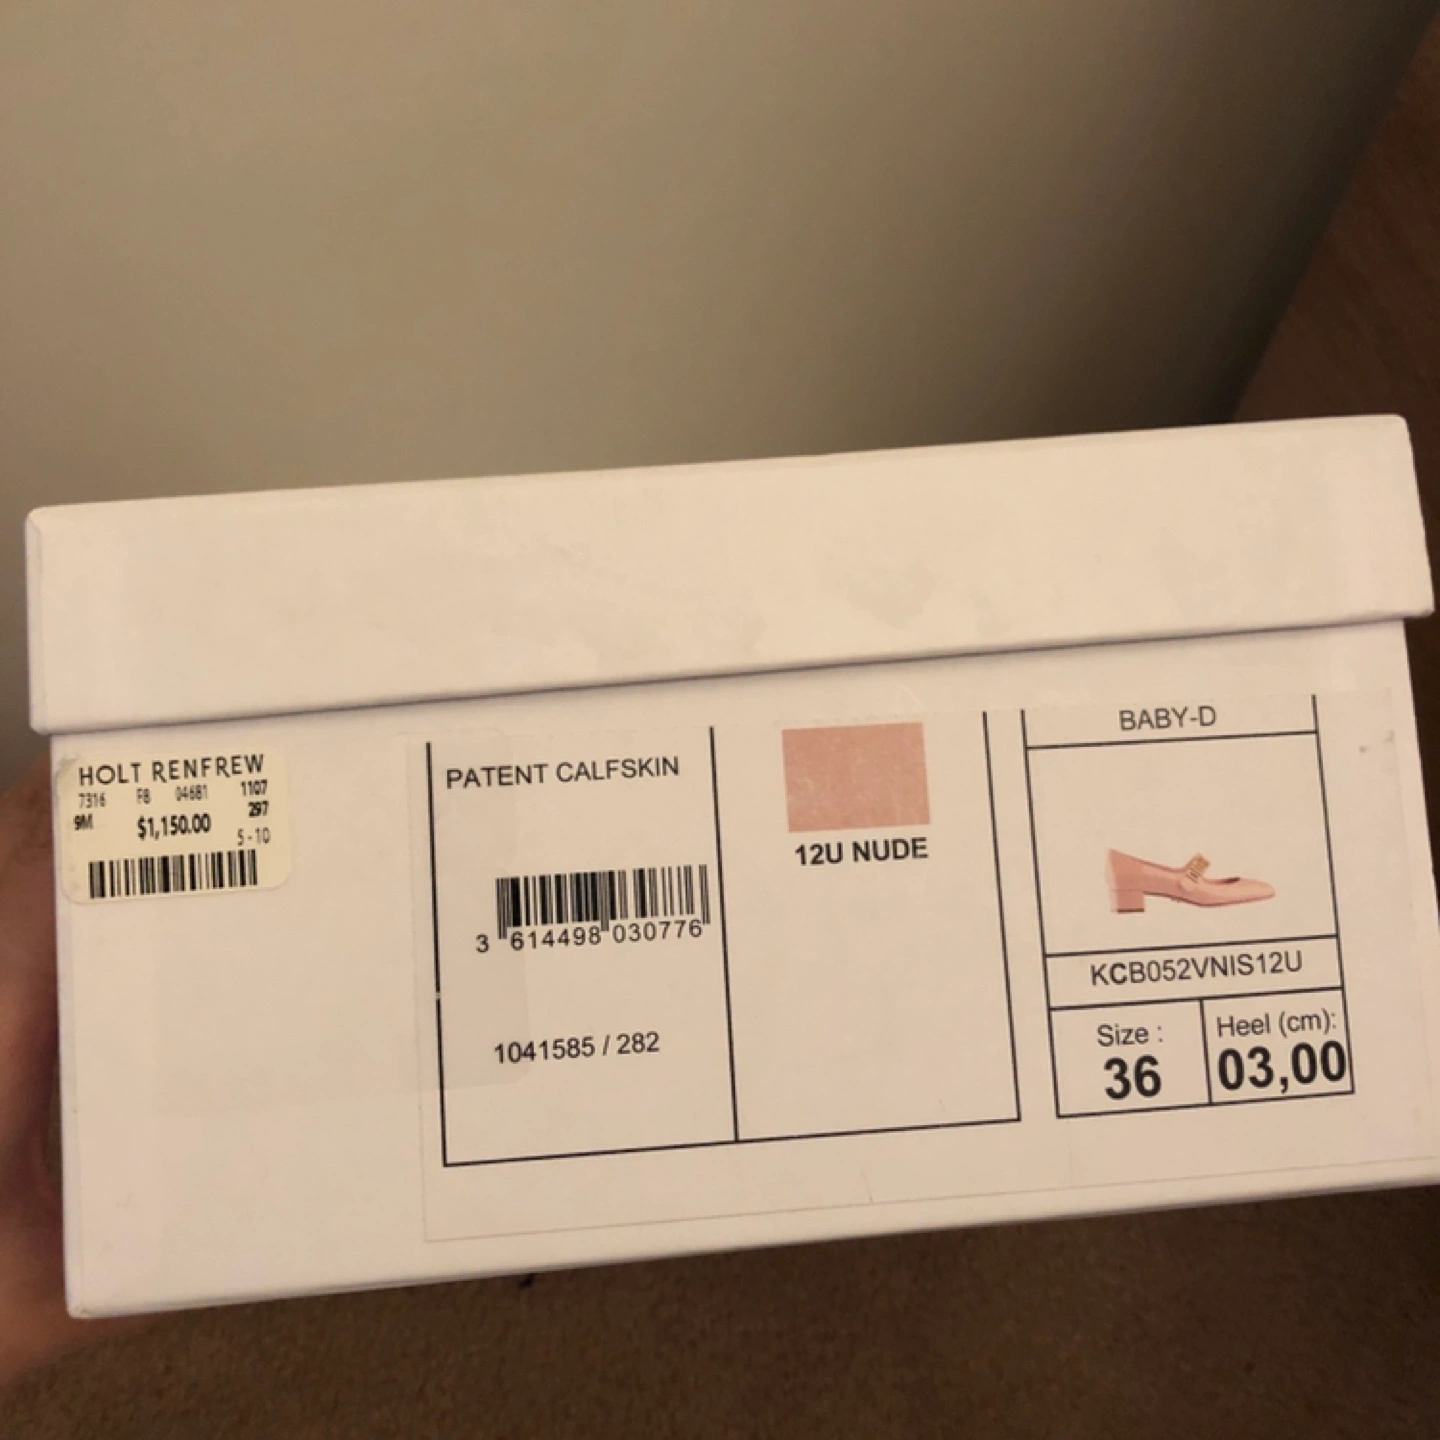 HOLT RENFREW
7316 F8 04681 1107
9M $1,150.00 297
5-10
PATENT CALFSKIN
3 614498 030776
1041585 / 282
12U NUDE
BABY-D
KCB052VNIS12U
Size :
36
Heel (cm):
03,00